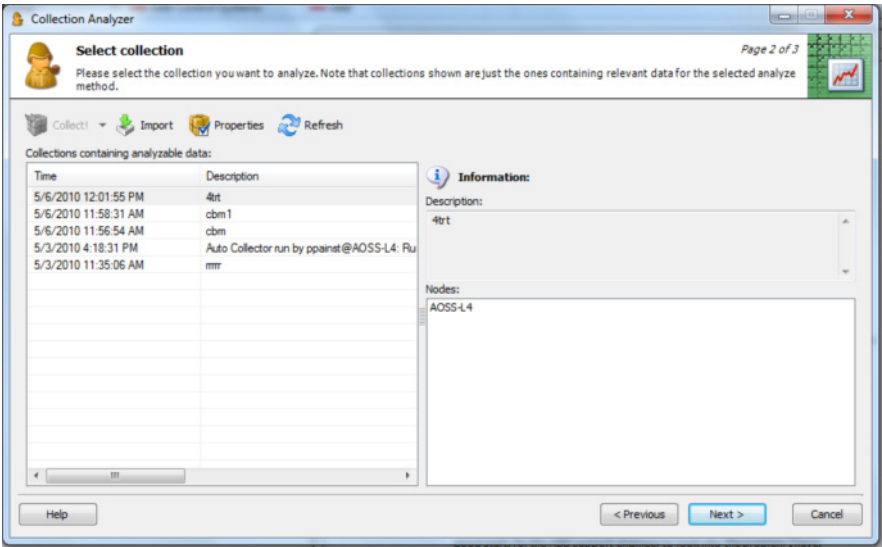 Collection Analyzer
Select collection
Page 2 of 3
Please select the collection you want to analyze. Note that collections shown are just the ones containing relevant data for the selected analyze
method.
Collect! Import Properties Refresh
Collections containing analyzable data:
Time Description
5/6/2010 12:01:55 PM 4trt
5/6/2010 11:58:31 AM cbm1
5/6/2010 11:56:54 AM cbm
5/3/2010 4:18:31 PM Auto Collector run by ppainst@AOSS-L4: Ru
5/3/2010 11:35:06 AM
Information:
Description:
4trt
Nodes:
AOSS-L4
Help < Previous Next > Cancel